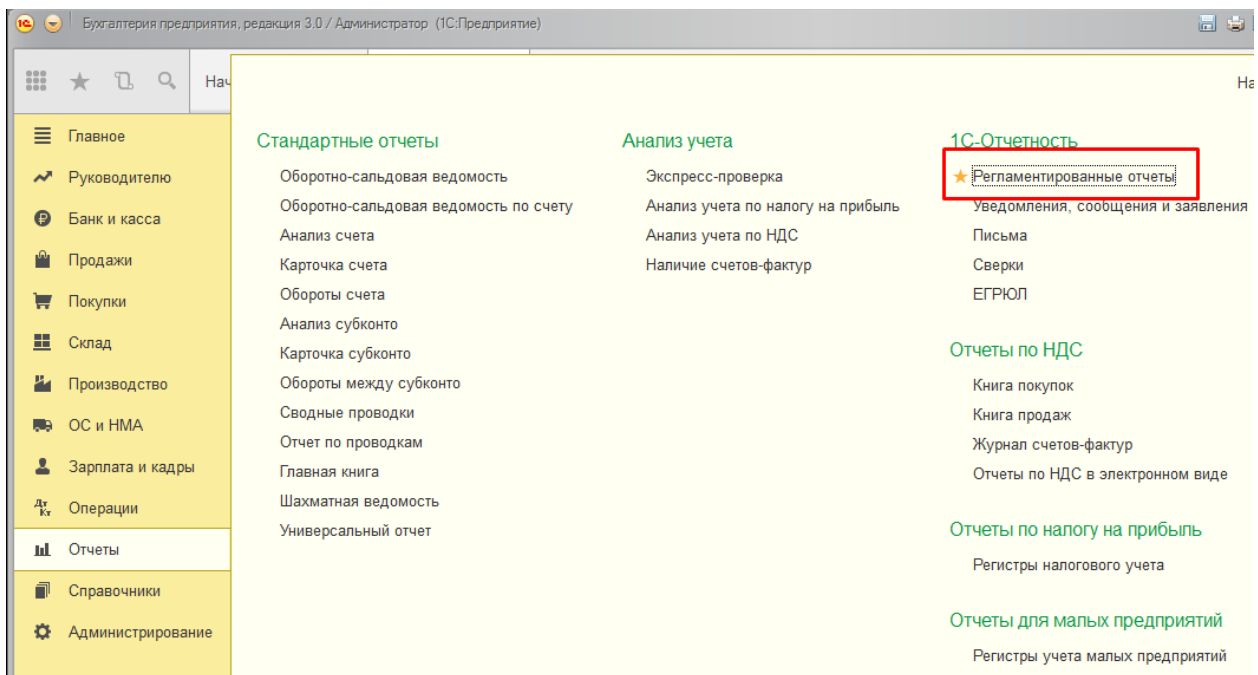 1С Бухгалтерия предприятия, редакция 3.0 / Администратор (1С:Предприятие)
Нач
На
Главное
Руководителю
Банк и касса
Продажи
Покупки
Склад
Производство
ОС и НМА
Зарплата и кадры
Дт Кт Операции
Отчеты
Справочники
Администрирование
Стандартные отчеты
Оборотно-сальдовая ведомость
Оборотно-сальдовая ведомость по счету
Анализ счета
Карточка счета
Обороты счета
Анализ субконто
Карточка субконто
Обороты между субконто
Сводные проводки
Отчет по проводкам
Главная книга
Шахматная ведомость
Универсальный отчет
Анализ учета
Экспресс-проверка
Анализ учета по налогу на прибыль
Анализ учета по НДС
Наличие счетов-фактур
1С-Отчетность
Регламентированные отчеты
Уведомления, сообщения и заявления
Письма
Сверки
ЕГРЮЛ
Отчеты по НДС
Книга покупок
Книга продаж
Журнал счетов-фактур
Отчеты по НДС в электронном виде
Отчеты по налогу на прибыль
Регистры налогового учета
Отчеты для малых предприятий
Регистры учета малых предприятий